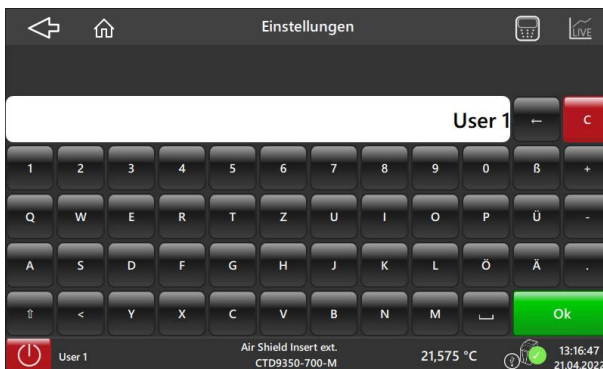 Einstellungen
LIVE
User 1
← C
1 2 3 4 5 6 7 8 9 0 ß +
Q W E R T Z U I O P Ü -
A S D F G H J K L Ö Ä .
⇧ < Y X C V B N M ⎵ Ok
User 1
Air Shield Insert ext.
CTD9350-700-M
21,575 °C
13:16:47
21.04.2022